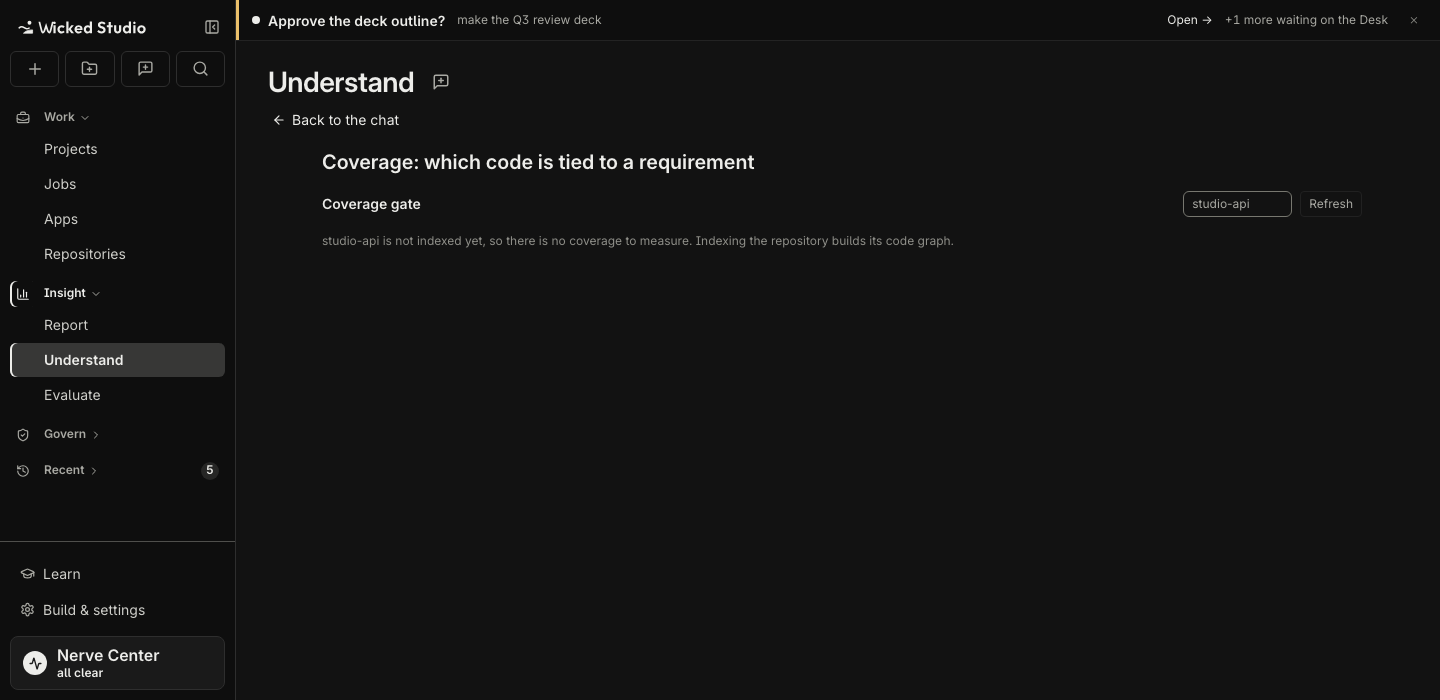 Wicked Studio
Work
Projects
Jobs
Apps
Repositories
Insight
Report
Understand
Evaluate
Govern
Recent 5
Learn
Build & settings
Nerve Center
all clear
Approve the deck outline? make the Q3 review deck Open → +1 more waiting on the Desk ×
Understand
← Back to the chat
Coverage: which code is tied to a requirement
Coverage gate studio-api Refresh
studio-api is not indexed yet, so there is no coverage to measure. Indexing the repository builds its code graph.